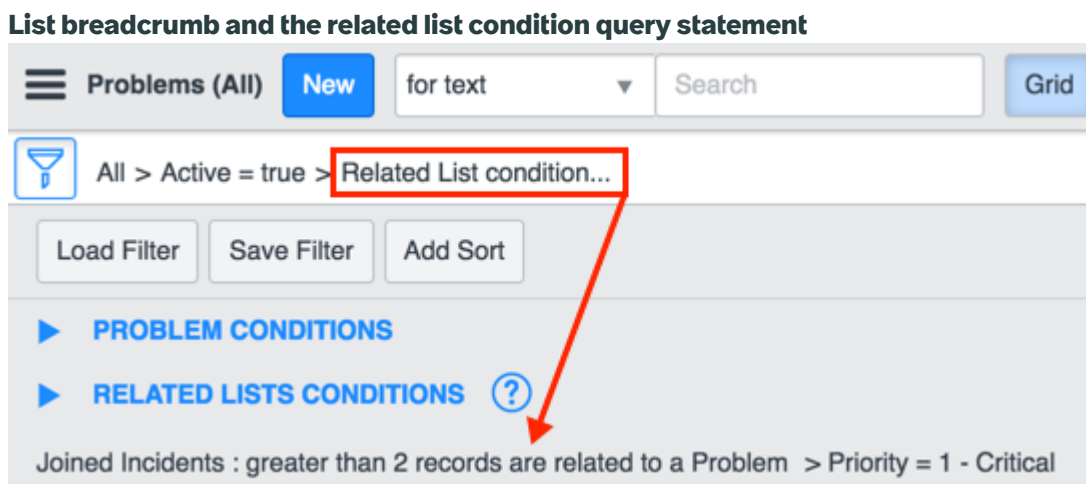 List breadcrumb and the related list condition query statement
Problems (All) New for text Search Grid
All > Active = true > Related List condition...
Load Filter Save Filter Add Sort
PROBLEM CONDITIONS
RELATED LISTS CONDITIONS ?
Joined Incidents : greater than 2 records are related to a Problem > Priority = 1 - Critical